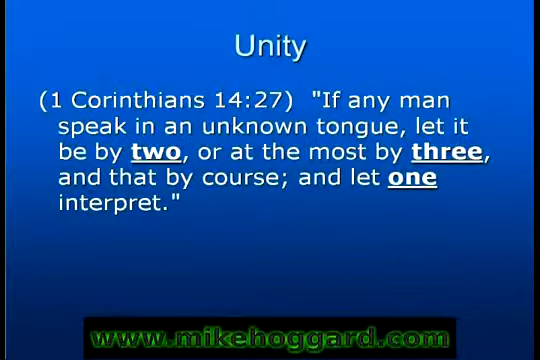 Unity
(1 Corinthians 14:27)  "If any man
speak in an unknown tongue, let it
be by two, or at the most by three,
and that by course; and let one
interpret."
www.mikehoggard.com